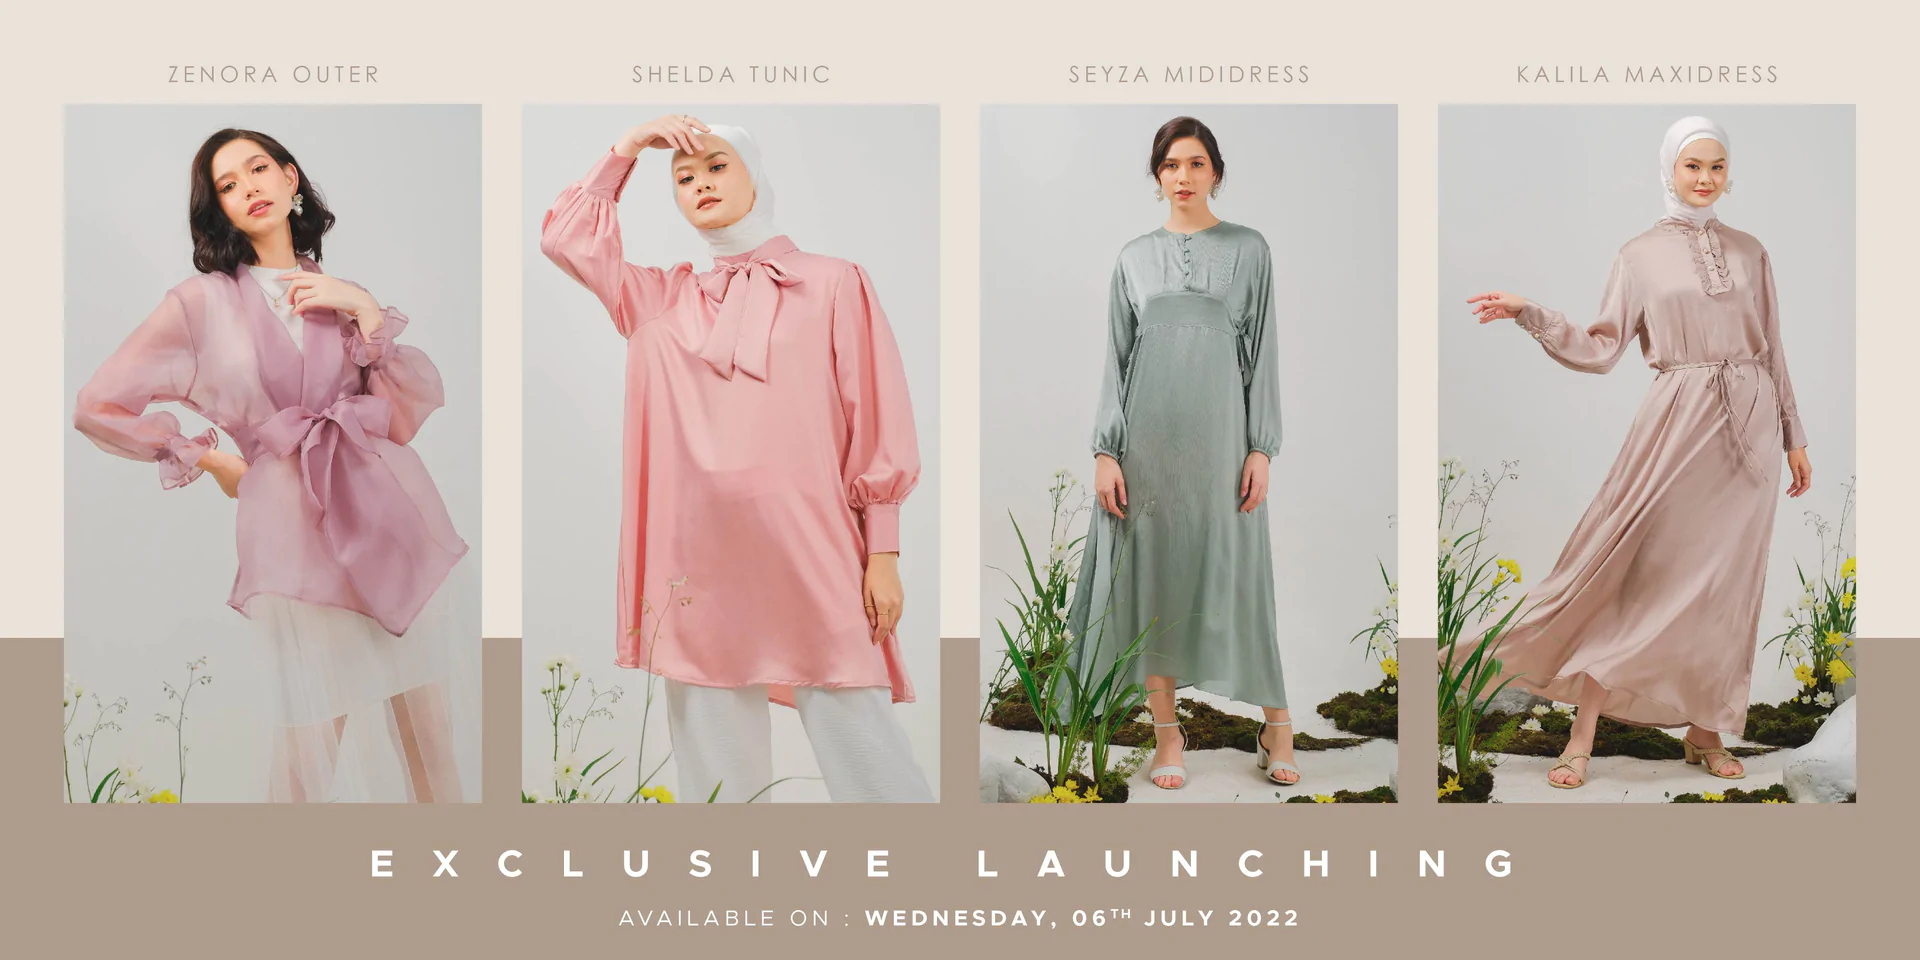 ZENORA OUTER
SHELDA TUNIC
SEYZA MIDIDRESS
KALILA MAXIDRESS
EXCLUSIVE LAUNCHING
AVAILABLE ON : WEDNESDAY, 06TH JULY 2022